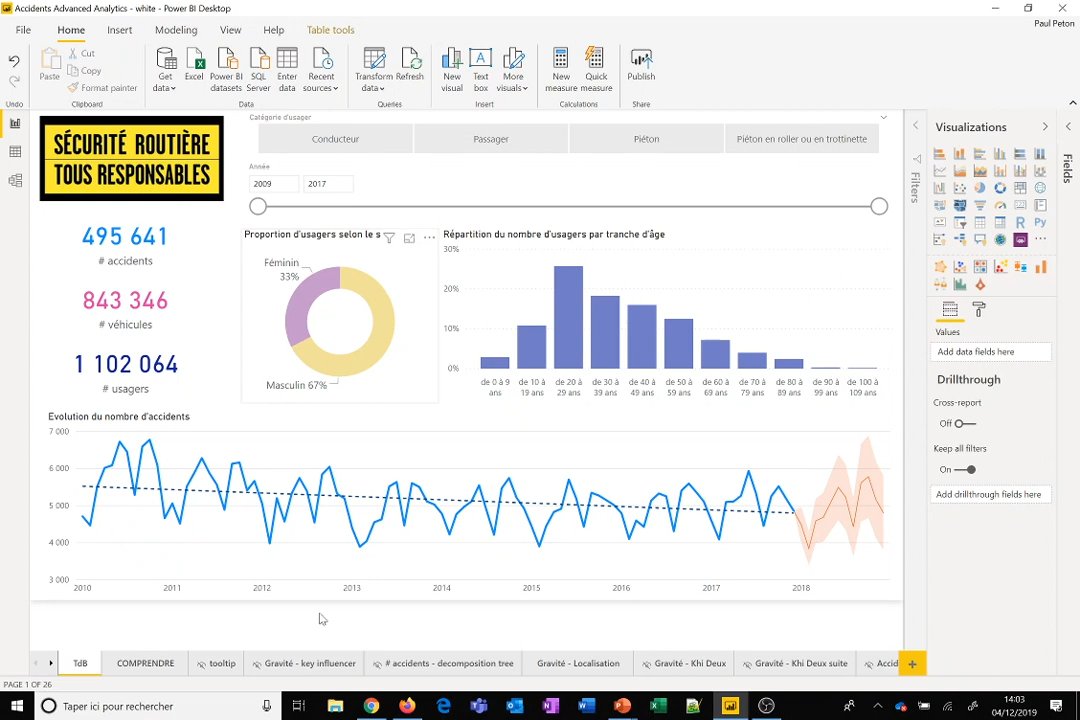 Accidents Advanced Analytics - white - Power BI Desktop
Paul Peton
File Home Insert Modeling View Help Table tools
Paste
Cut
Copy
Format painter
Get data
Excel
Power BI datasets
SQL Server
Enter data
Recent sources
Transform data
Refresh
New visual
Text box
More visuals
New measure
Quick measure
Publish
Undo Clipboard Data Queries Insert Calculations Share
SÉCURITÉ ROUTIÈRE
TOUS RESPONSABLES
Catégorie d'usager
Conducteur Passager Piéton Piéton en roller ou en trottinette
Année
2009 2017
495 641
# accidents
843 346
# véhicules
1 102 064
# usagers
Proportion d'usagers selon le s
Féminin
33%
Masculin 67%
Répartition du nombre d'usagers par tranche d'âge
30%
20%
10%
0%
de 0 à 9 ans
de 10 à 19 ans
de 20 à 29 ans
de 30 à 39 ans
de 40 à 49 ans
de 50 à 59 ans
de 60 à 69 ans
de 70 à 79 ans
de 80 à 89 ans
de 90 à 99 ans
de 100 à 109 ans
Evolution du nombre d'accidents
7 000
6 000
5 000
4 000
3 000
2010 2011 2012 2013 2014 2015 2016 2017 2018
Filters
Visualizations
Fields
R Py
Values
Add data fields here
Drillthrough
Cross-report
Off
Keep all filters
On
Add drillthrough fields here
TdB COMPRENDRE tooltip Gravité - key influencer # accidents - decomposition tree Gravité - Localisation Gravité - Khi Deux Gravité - Khi Deux suite Accid
PAGE 1 OF 26
Taper ici pour rechercher
14:03
04/12/2019